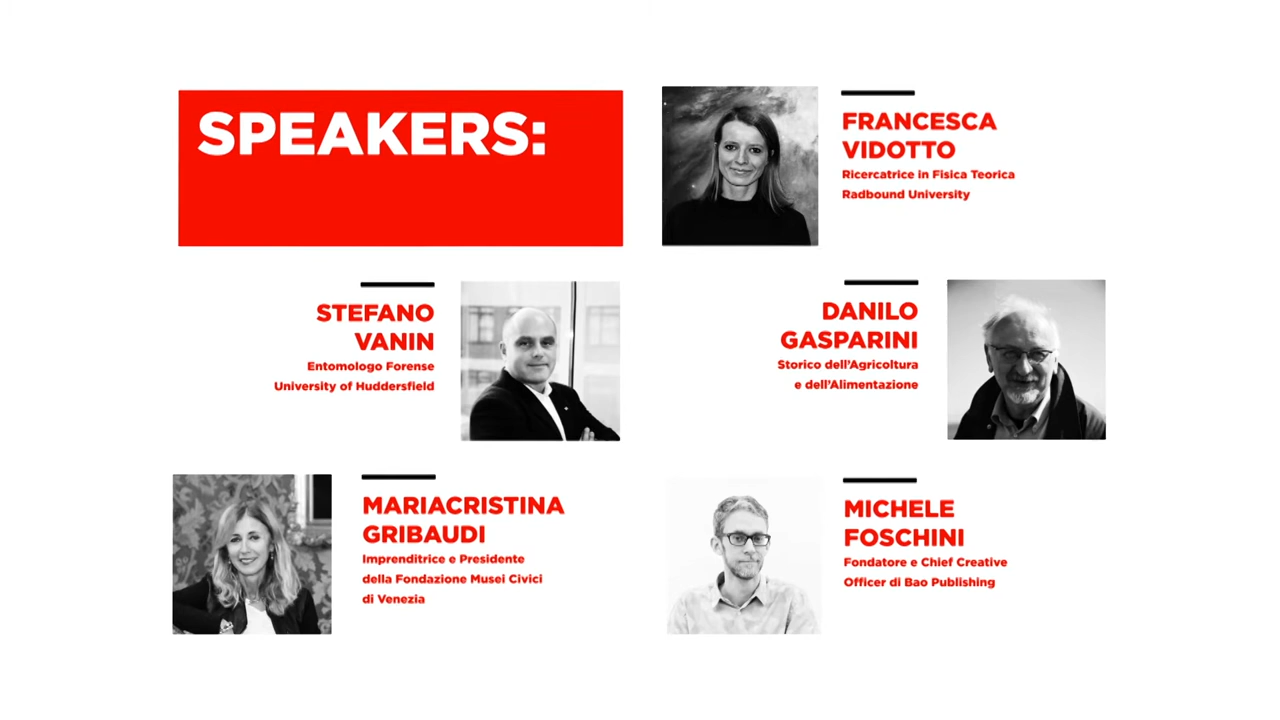 SPEAKERS:
FRANCESCA
VIDOTTO
Ricercatrice in Fisica Teorica
Radbound University
STEFANO
VANIN
Entomologo Forense
University of Huddersfield
DANILO
GASPARINI
Storico dell'Agricoltura
e dell'Alimentazione
MARIACRISTINA
GRIBAUDI
Imprenditrice e Presidente
della Fondazione Musei Civici
di Venezia
MICHELE
FOSCHINI
Fondatore e Chief Creative
Officer di Bao Publishing